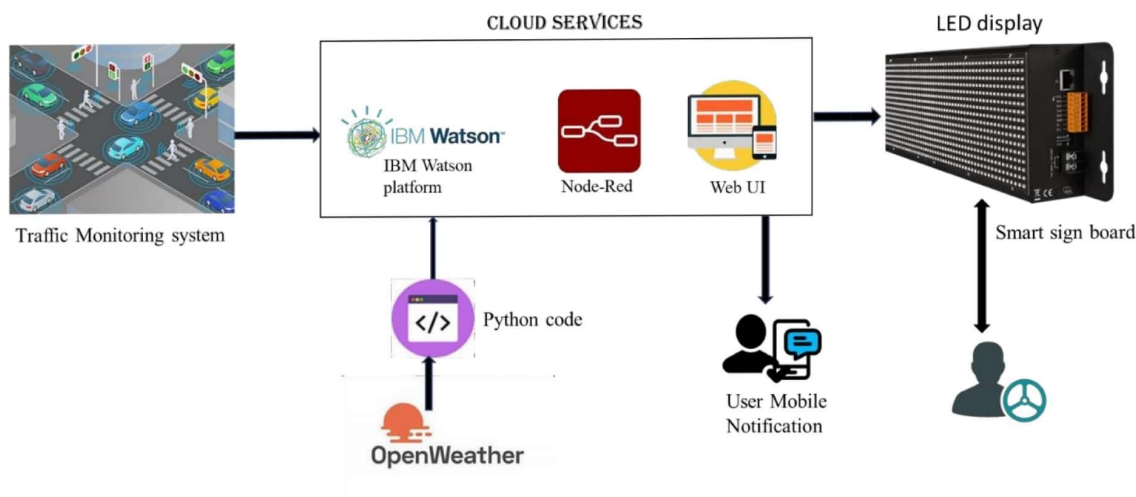 CLOUD SERVICES
LED display
IBM Watson™
IBM Watson
platform
Node-Red
Web UI
Traffic Monitoring system
Smart sign board
</>
Python code
User Mobile
Notification
OpenWeather